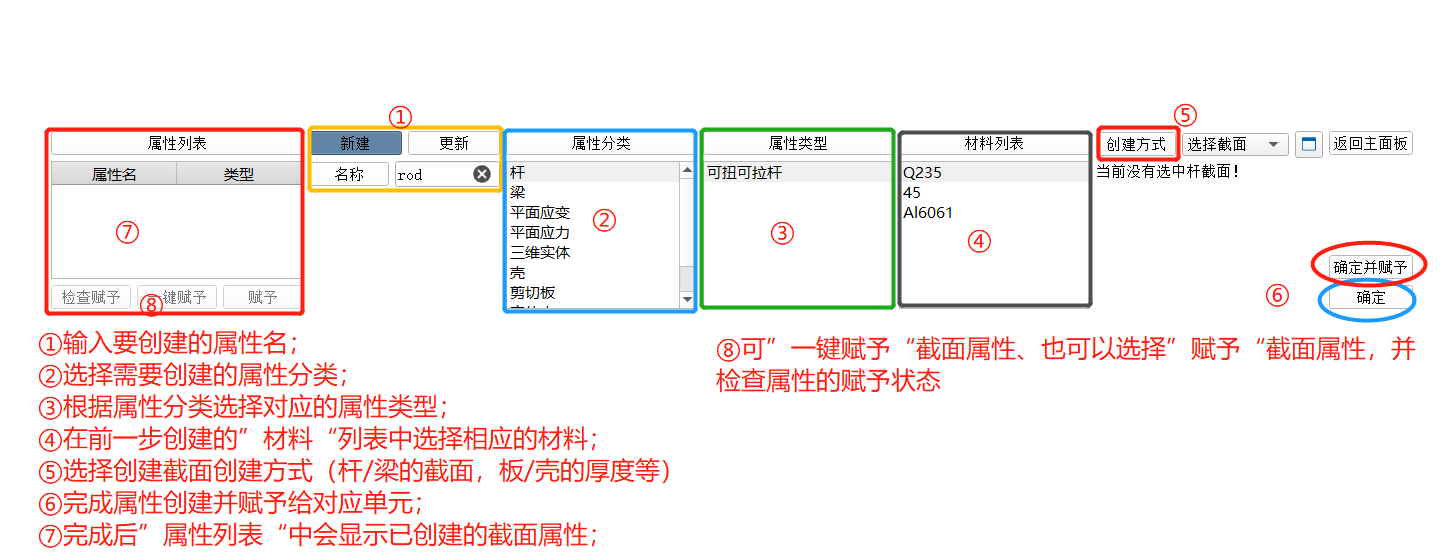 ①
⑤
属性列表
新建
更新
属性分类
属性类型
材料列表
创建方式
选择截面
返回主面板
属性名
类型
名称
rod
杆
可扭可拉杆
Q235
当前没有选中杆截面！
梁
45
平面应变
Al6061
平面应力
三维实体
壳
剪切板
⑦
②
③
④
确定并赋予
检查赋予
⑧
键赋予
赋予
⑥
确定
①输入要创建的属性名；
②选择需要创建的属性分类；
③根据属性分类选择对应的属性类型；
④在前一步创建的”材料“列表中选择相应的材料；
⑤选择创建截面创建方式（杆/梁的截面，板/壳的厚度等）
⑥完成属性创建并赋予给对应单元；
⑦完成后”属性列表“中会显示已创建的截面属性；
⑧可”一键赋予“截面属性、也可以选择”赋予“截面属性，并
检查属性的赋予状态